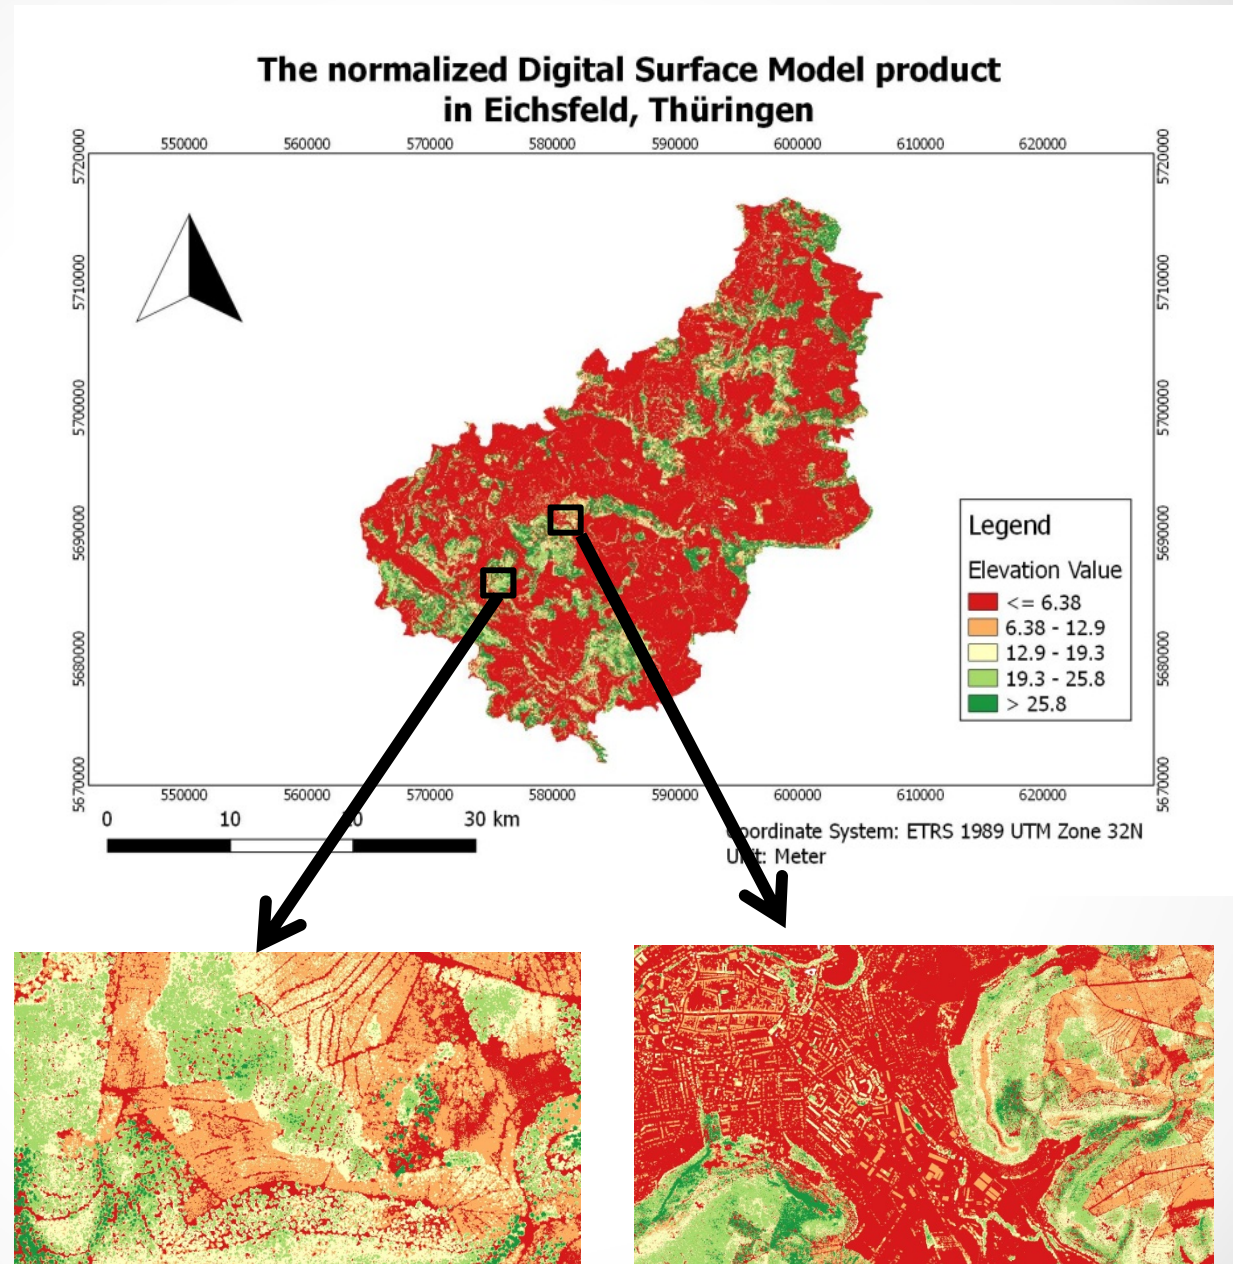 The normalized Digital Surface Model product
in Eichsfeld, Thüringen
550000 560000 570000 580000 590000 600000 610000 620000
5720000 5720000
5710000 5710000
5700000 5700000
5690000 5690000
Legend
Elevation Value
<= 6.38
6.38 - 12.9
12.9 - 19.3
19.3 - 25.8
> 25.8
5680000 5680000
5670000 5670000
550000 560000 570000 580000 590000 600000 610000 620000
0 10 30 km
Coordinate System: ETRS 1989 UTM Zone 32N
Unit: Meter